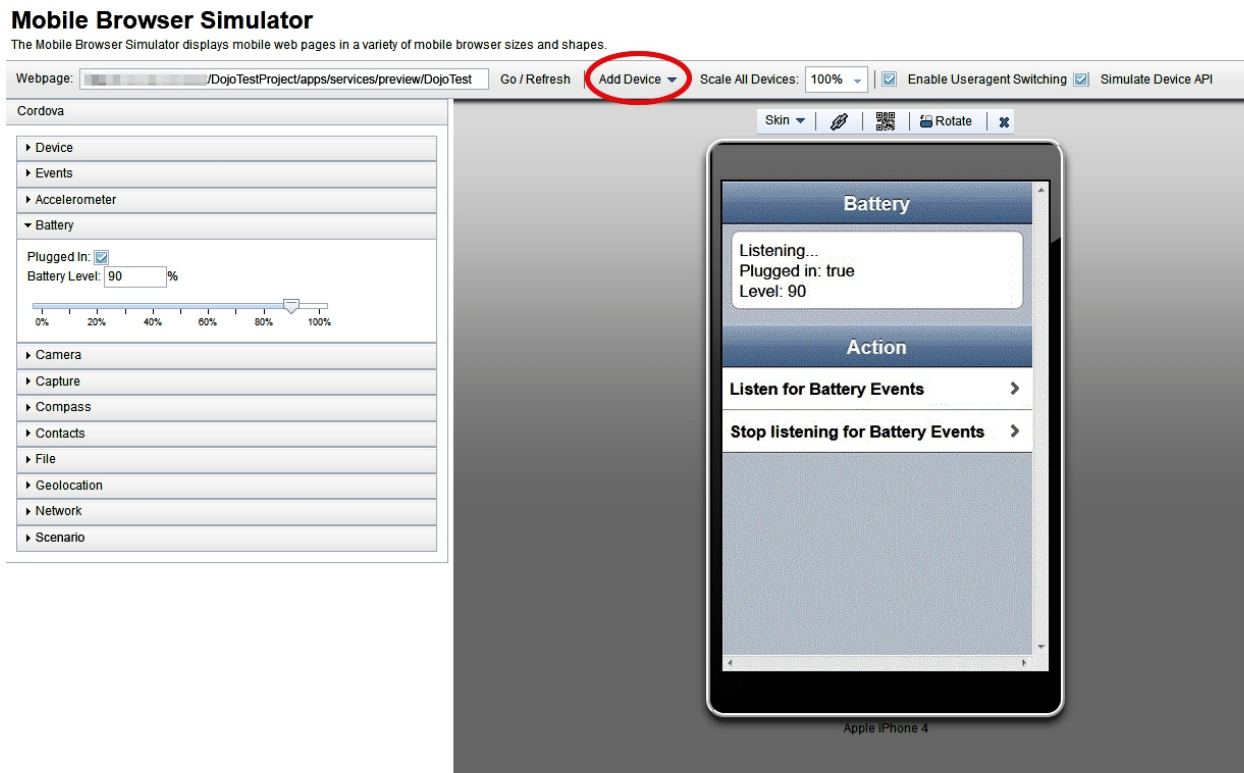 Mobile Browser Simulator
The Mobile Browser Simulator displays mobile web pages in a variety of mobile browser sizes and shapes.
Webpage: /DojoTestProject/apps/services/preview/DojoTest Go / Refresh Add Device Scale All Devices: 100% Enable Useragent Switching Simulate Device API
Cordova
Device
Events
Accelerometer
Battery
Plugged In:
Battery Level: 90 %
0% 20% 40% 60% 80% 100%
Camera
Capture
Compass
Contacts
File
Geolocation
Network
Scenario
Skin Rotate
Battery
Listening...
Plugged in: true
Level: 90
Action
Listen for Battery Events
Stop listening for Battery Events
Apple iPhone 4